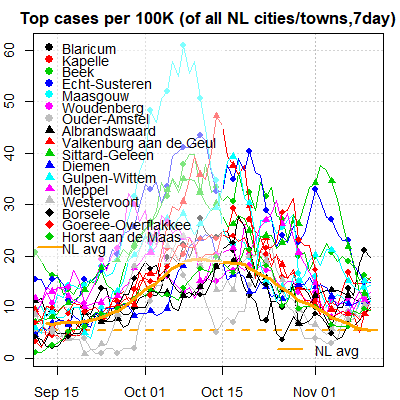 Top cases per 100K (of all NL cities/towns,7day)
60
50
40
30
20
10
0
Blaricum
Kapelle
Beek
Echt-Susteren
Maasgouw
Woudenberg
Ouder-Amstel
Albrandswaard
Valkenburg aan de Geul
Sittard-Geleen
Diemen
Gulpen-Wittem
Meppel
Westervoort
Borsele
Goeree-Overflakkee
Horst aan de Maas
NL avg
NL avg
Sep 15
Oct 01
Oct 15
Nov 01